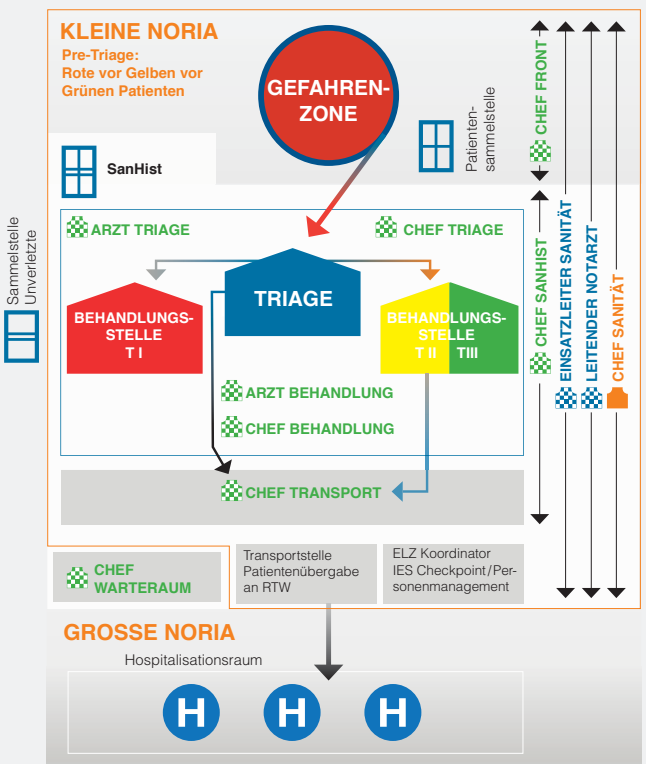 KLEINE NORIA
Pre-Triage:
Rote vor Gelben vor
Grünen Patienten
GEFAHREN-
ZONE
Patienten-
sammelstelle
SanHist
Sammelstelle
Unverletzte
ARZT TRIAGE
CHEF TRIAGE
TRIAGE
BEHANDLUNGS-
STELLE
T I
BEHANDLUNGS-
STELLE
T II TIII
ARZT BEHANDLUNG
CHEF BEHANDLUNG
CHEF TRANSPORT
CHEF FRONT
CHEF SANHIST
EINSATZLEITER SANITÄT
LEITENDER NOTARZT
CHEF SANITÄT
CHEF
WARTERAUM
Transportstelle
Patientenübergabe
an RTW
ELZ Koordinator
IES Checkpoint/Per-
sonenmanagement
GROSSE NORIA
Hospitalisationsraum
H H H